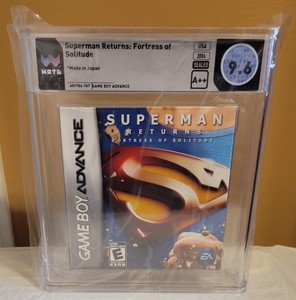 Superman Returns: Fortress of
Solitude
*Made in Japan
WATA
GAME BOY ADVANCE
USA
2006
SEALED
A++
9.6
SUPERMAN
RETURNS
FORTRESS OF SOLITUDE
GAME BOY ADVANCE
E
EA